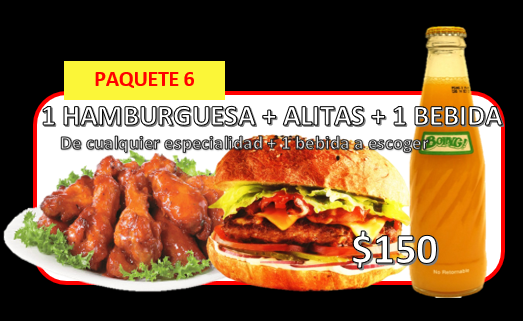 PAQUETE 6
1 HAMBURGUESA + ALITAS + 1 BEBIDA
De cualquier especialidad + 1 bebida a escoger
BOING!
$150
No Retornable